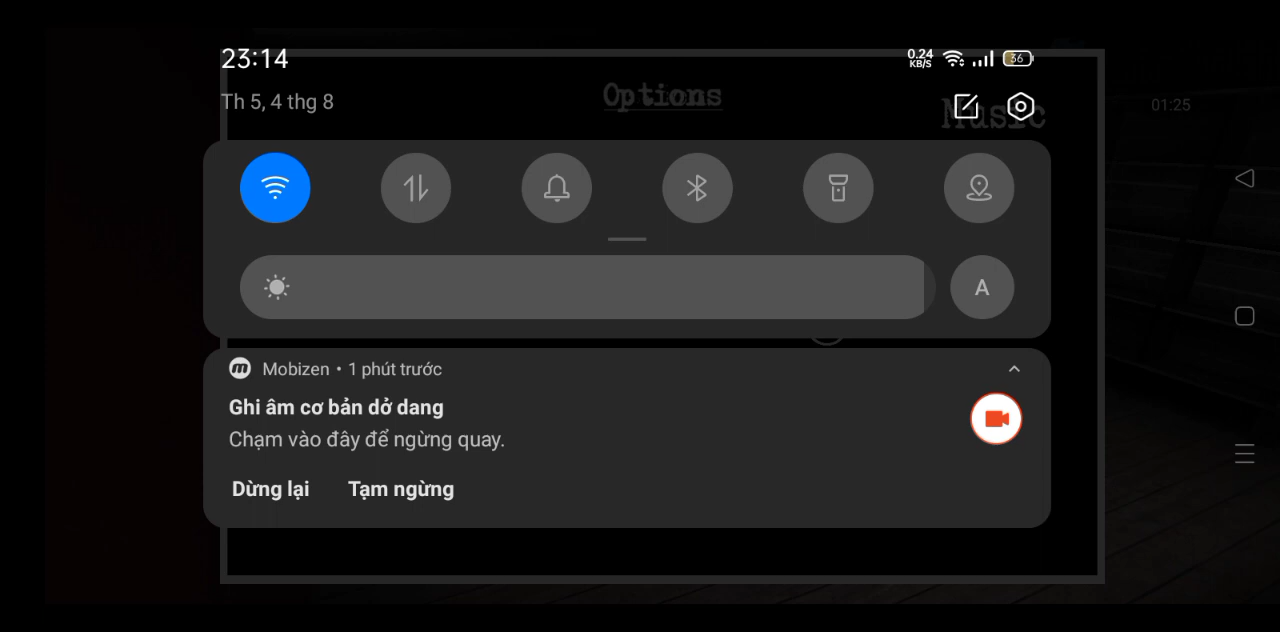 23:14
0.24
KB/S
36
Th 5, 4 thg 8
Options
Music
01:25
A
Mobizen • 1 phút trước
Ghi âm cơ bản dở dang
Chạm vào đây để ngừng quay.
Dừng lại Tạm ngừng